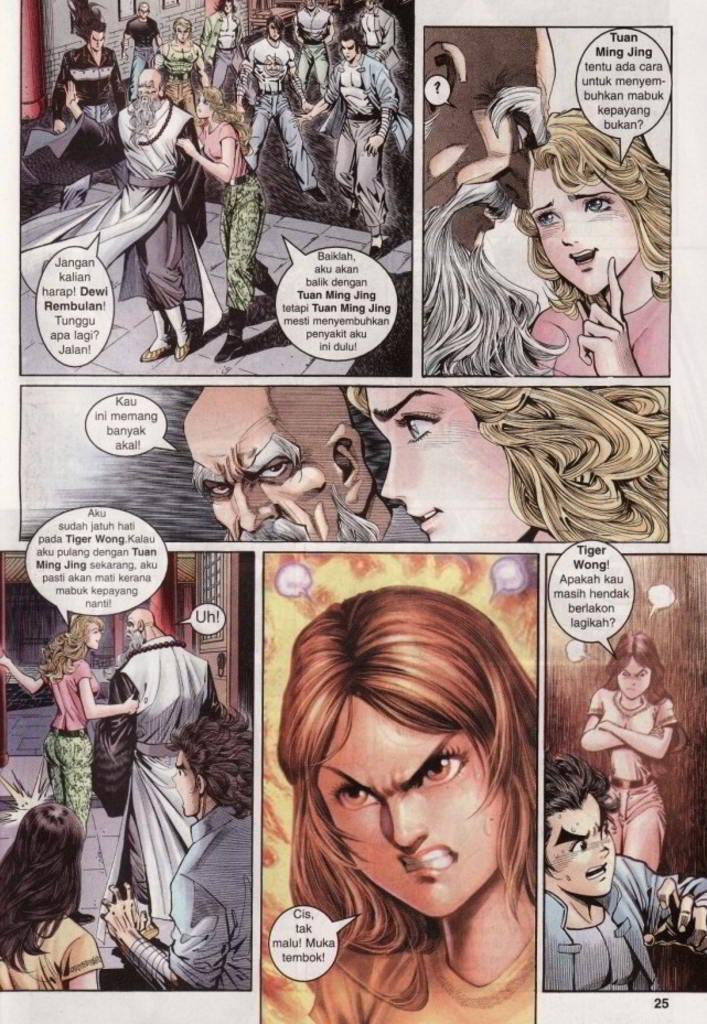 Jangan
kalian
harap! Dewi
Rembulan!
Tunggu
apa lagi?
Jalan!
Baiklah,
aku akan
balik dengan
Tuan Ming Jing
tetapi Tuan Ming Jing
mesti menyembuhkan
penyakit aku
ini dulu!
?
Tuan
Ming Jing
tentu ada cara
untuk menyem-
buhkan mabuk
kepayang
bukan?
Kau
ini memang
banyak
akal!
Aku
sudah jatuh hati
pada Tiger Wong.Kalau
aku pulang dengan Tuan
Ming Jing sekarang, aku
pasti akan mati kerana
mabuk kepayang
nanti!
Uh!
Cis,
tak
malu! Muka
tembok!
Tiger
Wong!
Apakah kau
masih hendak
berlakon
lagikah?
25